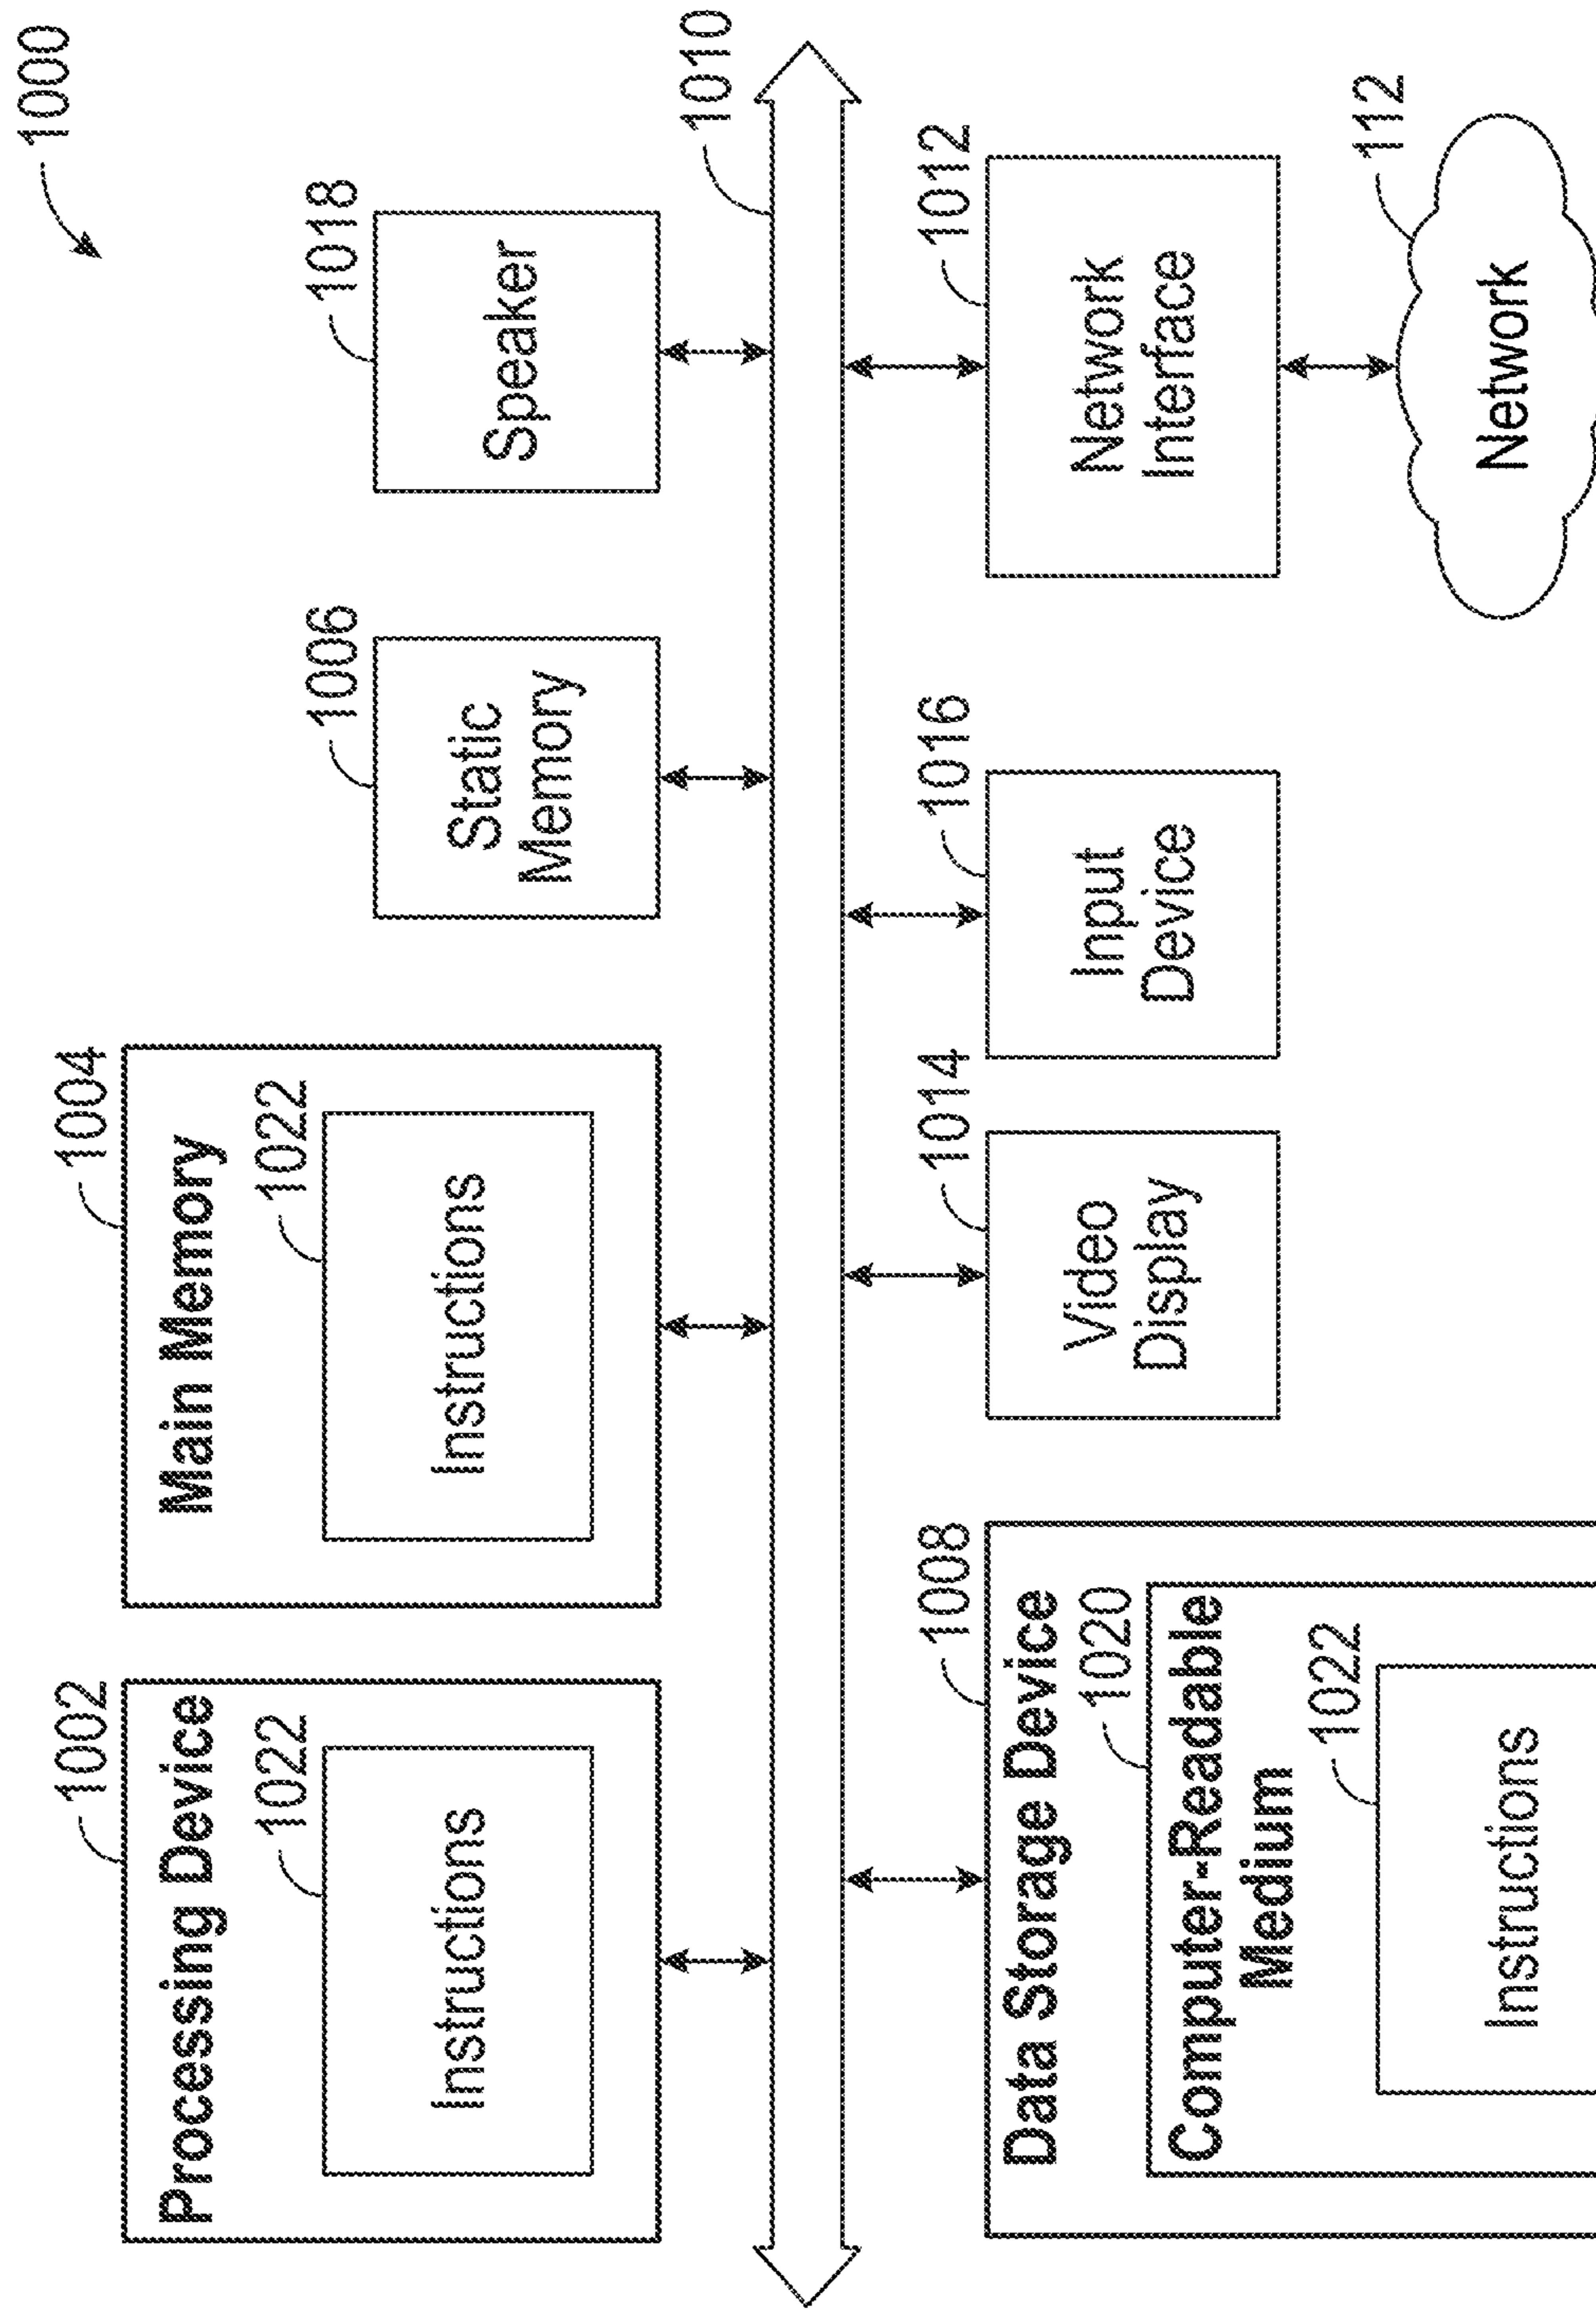 1000
1002
Processing Device
1022
Instructions
1004
Main Memory
1022
Instructions
1006
Static
Memory
1018
Speaker
1010
1008
Data Storage Device
1020
Computer-Readable
Medium
1022
Instructions
1014
Video
Display
1016
Input
Device
1012
Network
Interface
112
Network